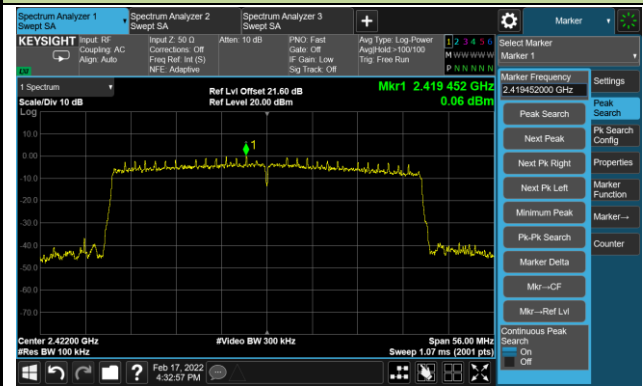 Spectrum Analyzer 1
Swept SA
Spectrum Analyzer 2
Swept SA
Spectrum Analyzer 3
Swept SA
+
Marker
KEYSIGHT
Input: RF
Coupling: AC
Align: Auto
Input Z: 50 Ω
Corrections: Off
Freq Ref: Int (S)
NFE: Adaptive
Atten: 10 dB
PNO: Fast
Gate: Off
IF Gain: Low
Sig Track: Off
Avg Type: Log-Power
Avg|Hold:>100/100
Trig: Free Run
1 2 3 4 5 6
M W W W W W
P N N N N N
Select Marker
Marker 1
1 Spectrum
Scale/Div 10 dB
Log
Ref Lvl Offset 21.60 dB
Ref Level 20.00 dBm
Mkr1 2.419 452 GHz
0.06 dBm
10.0
0.00
-10.0
-20.0
-30.0
-40.0
-50.0
-60.0
-70.0
1
Center 2.42200 GHz
#Res BW 100 kHz
#Video BW 300 kHz
Span 56.00 MHz
Sweep 1.07 ms (2001 pts)
Marker Frequency
2.419452000 GHz
Peak Search
Next Peak
Next Pk Right
Next Pk Left
Minimum Peak
Pk-Pk Search
Marker Delta
Mkr→CF
Mkr→Ref Lvl
Continuous Peak
Search
On
Off
Settings
Peak
Search
Pk Search
Config
Properties
Marker
Function
Marker→
Counter
?
Feb 17, 2022
4:32:57 PM